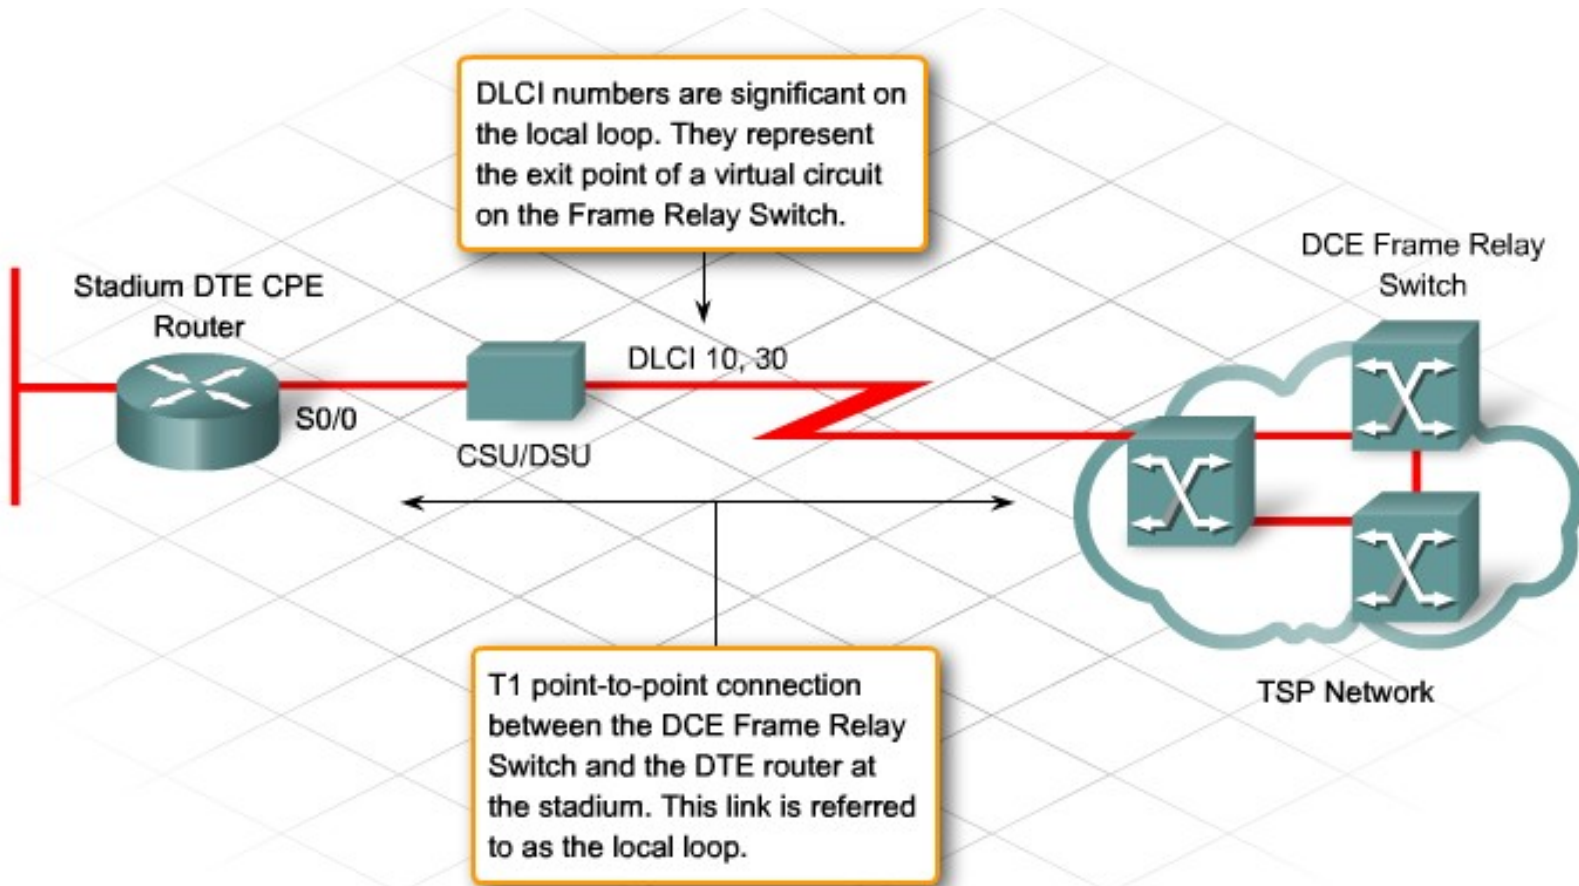 DLCI numbers are significant on
the local loop. They represent
the exit point of a virtual circuit
on the Frame Relay Switch.
DCE Frame Relay
Switch
Stadium DTE CPE
Router
DLCI 10, 30
S0/0
CSU/DSU
TSP Network
T1 point-to-point connection
between the DCE Frame Relay
Switch and the DTE router at
the stadium. This link is referred
to as the local loop.